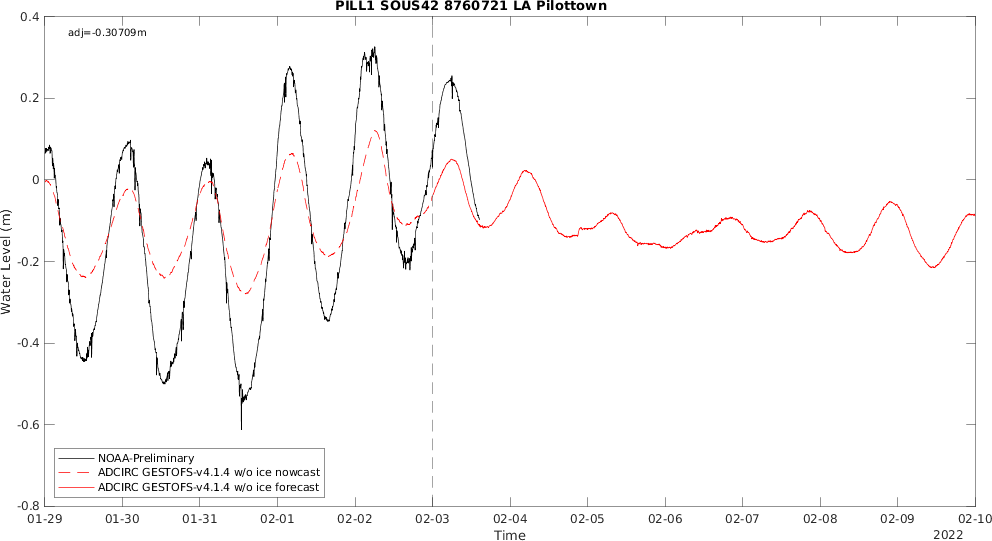 PILL1 SOUS42 8760721 LA Pilottown
adj=-0.30709m
0.4
0.2
0
-0.2
-0.4
-0.6
-0.8
Water Level (m)
NOAA-Preliminary
ADCIRC GESTOFS-v4.1.4 w/o ice nowcast
ADCIRC GESTOFS-v4.1.4 w/o ice forecast
01-29 01-30 01-31 02-01 02-02 02-03 02-04 02-05 02-06 02-07 02-08 02-09 02-10
Time
2022